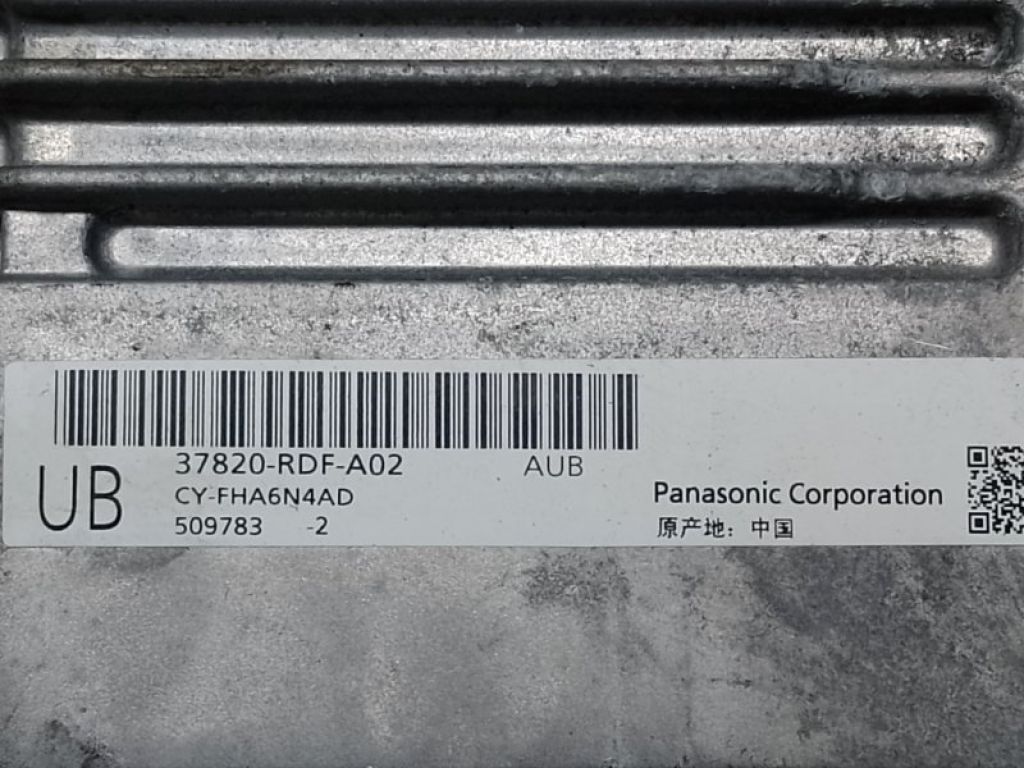 37820-RDF-A02 AUB
UB
CY-FHA6N4AD
509783 -2
Panasonic Corporation
原产地：中国